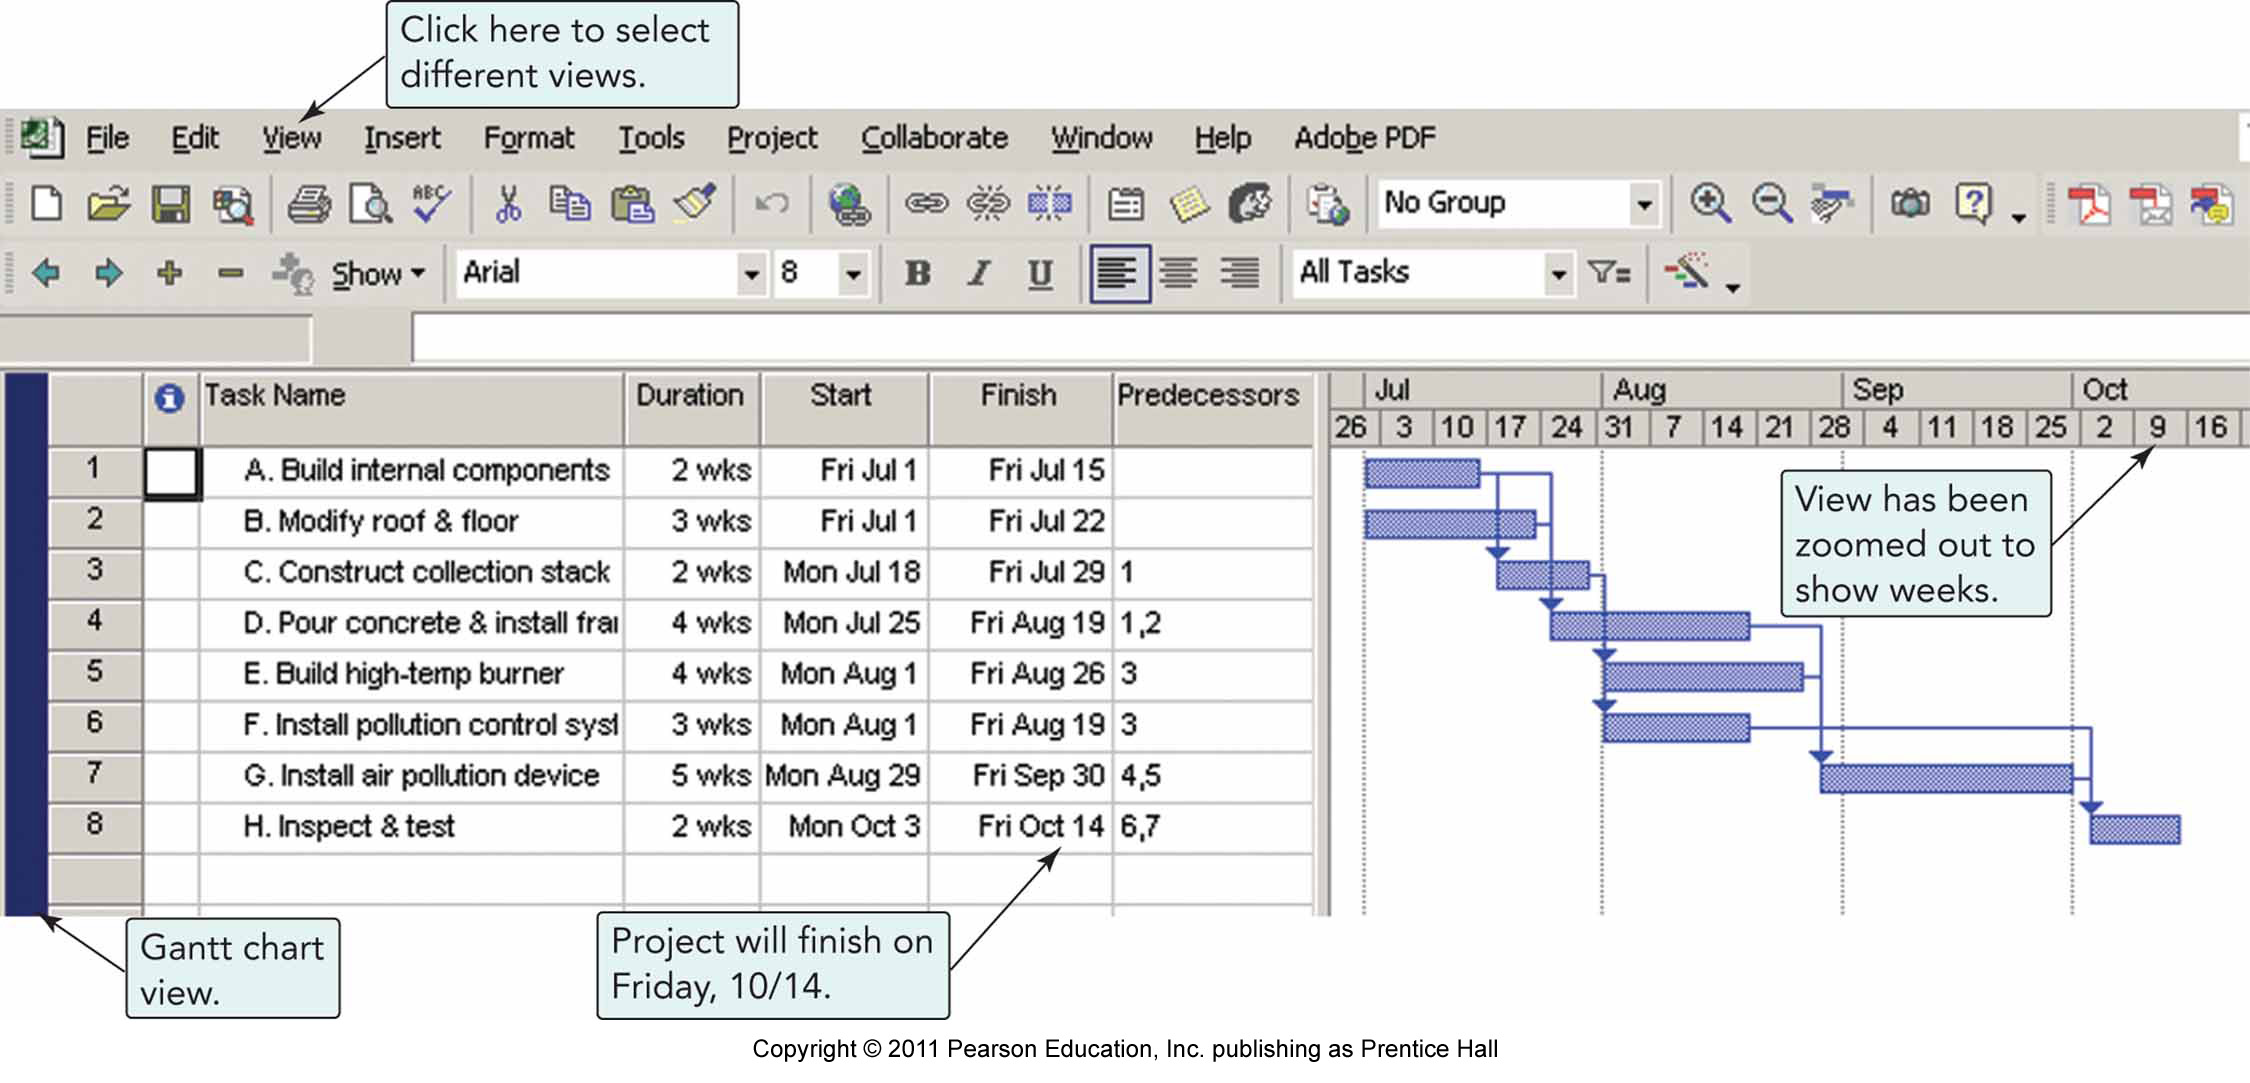 Click here to select
different views.
File Edit View Insert Format Tools Project Collaborate Window Help Adobe PDF
ABC No Group
Show Arial 8 B I U All Tasks
Task Name Duration Start Finish Predecessors Jul Aug Sep Oct
26 3 10 17 24 31 7 14 21 28 4 11 18 25 2 9 16
1 A. Build internal components 2 wks Fri Jul 1 Fri Jul 15
2 B. Modify roof & floor 3 wks Fri Jul 1 Fri Jul 22
3 C. Construct collection stack 2 wks Mon Jul 18 Fri Jul 29 1
4 D. Pour concrete & install frai 4 wks Mon Jul 25 Fri Aug 19 1,2
5 E. Build high-temp burner 4 wks Mon Aug 1 Fri Aug 26 3
6 F. Install pollution control syst 3 wks Mon Aug 1 Fri Aug 19 3
7 G. Install air pollution device 5 wks Mon Aug 29 Fri Sep 30 4,5
8 H. Inspect & test 2 wks Mon Oct 3 Fri Oct 14 6,7
View has been
zoomed out to
show weeks.
Gantt chart
view.
Project will finish on
Friday, 10/14.
Copyright © 2011 Pearson Education, Inc. publishing as Prentice Hall